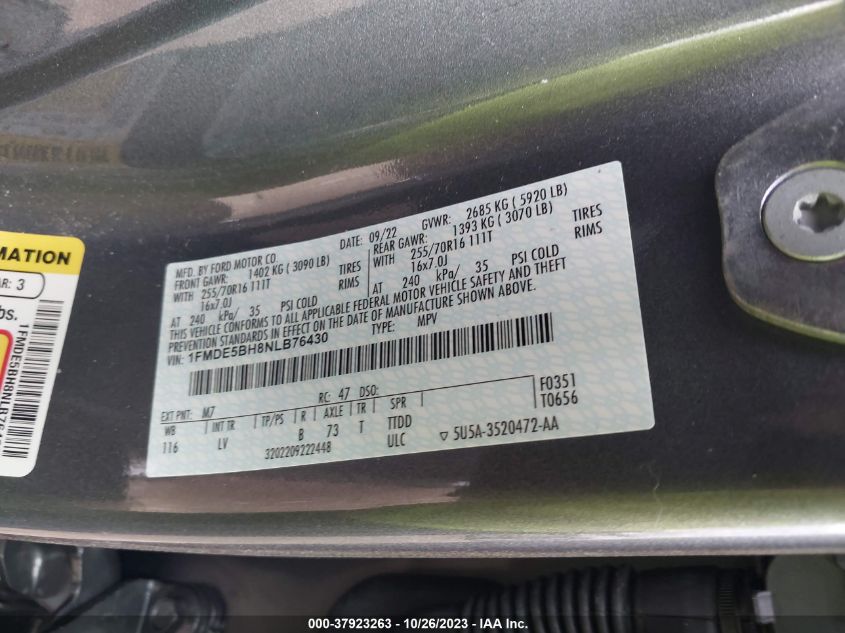 MATION
AR: 3
lbs.
1FMDE5BH8NLB76430
MFD. BY FORD MOTOR CO. DATE: 09/22 GVWR: 2685 KG ( 5920 LB)
FRONT GAWR: 1402 KG ( 3090 LB) REAR GAWR: 1393 KG ( 3070 LB)
WITH 255/70R16 111T TIRES WITH 255/70R16 111T TIRES
16x7.0J RIMS 16x7.0J RIMS
AT 240 kPa/ 35 PSI COLD AT 240 kPa/ 35 PSI COLD
THIS VEHICLE CONFORMS TO ALL APPLICABLE FEDERAL MOTOR VEHICLE SAFETY AND THEFT
PREVENTION STANDARDS IN EFFECT ON THE DATE OF MANUFACTURE SHOWN ABOVE.
VIN: 1FMDE5BH8NLB76430 TYPE: MPV
EXT PNT: M7 RC: 47 DSO: F0351
WB INT TR TP/PS R AXLE TR SPR T0656
116 LV B 73 T TTDD
3202209222448 ULC ▽ 5U5A-3520472-AA
000-37923263 - 10/26/2023 - IAA Inc.